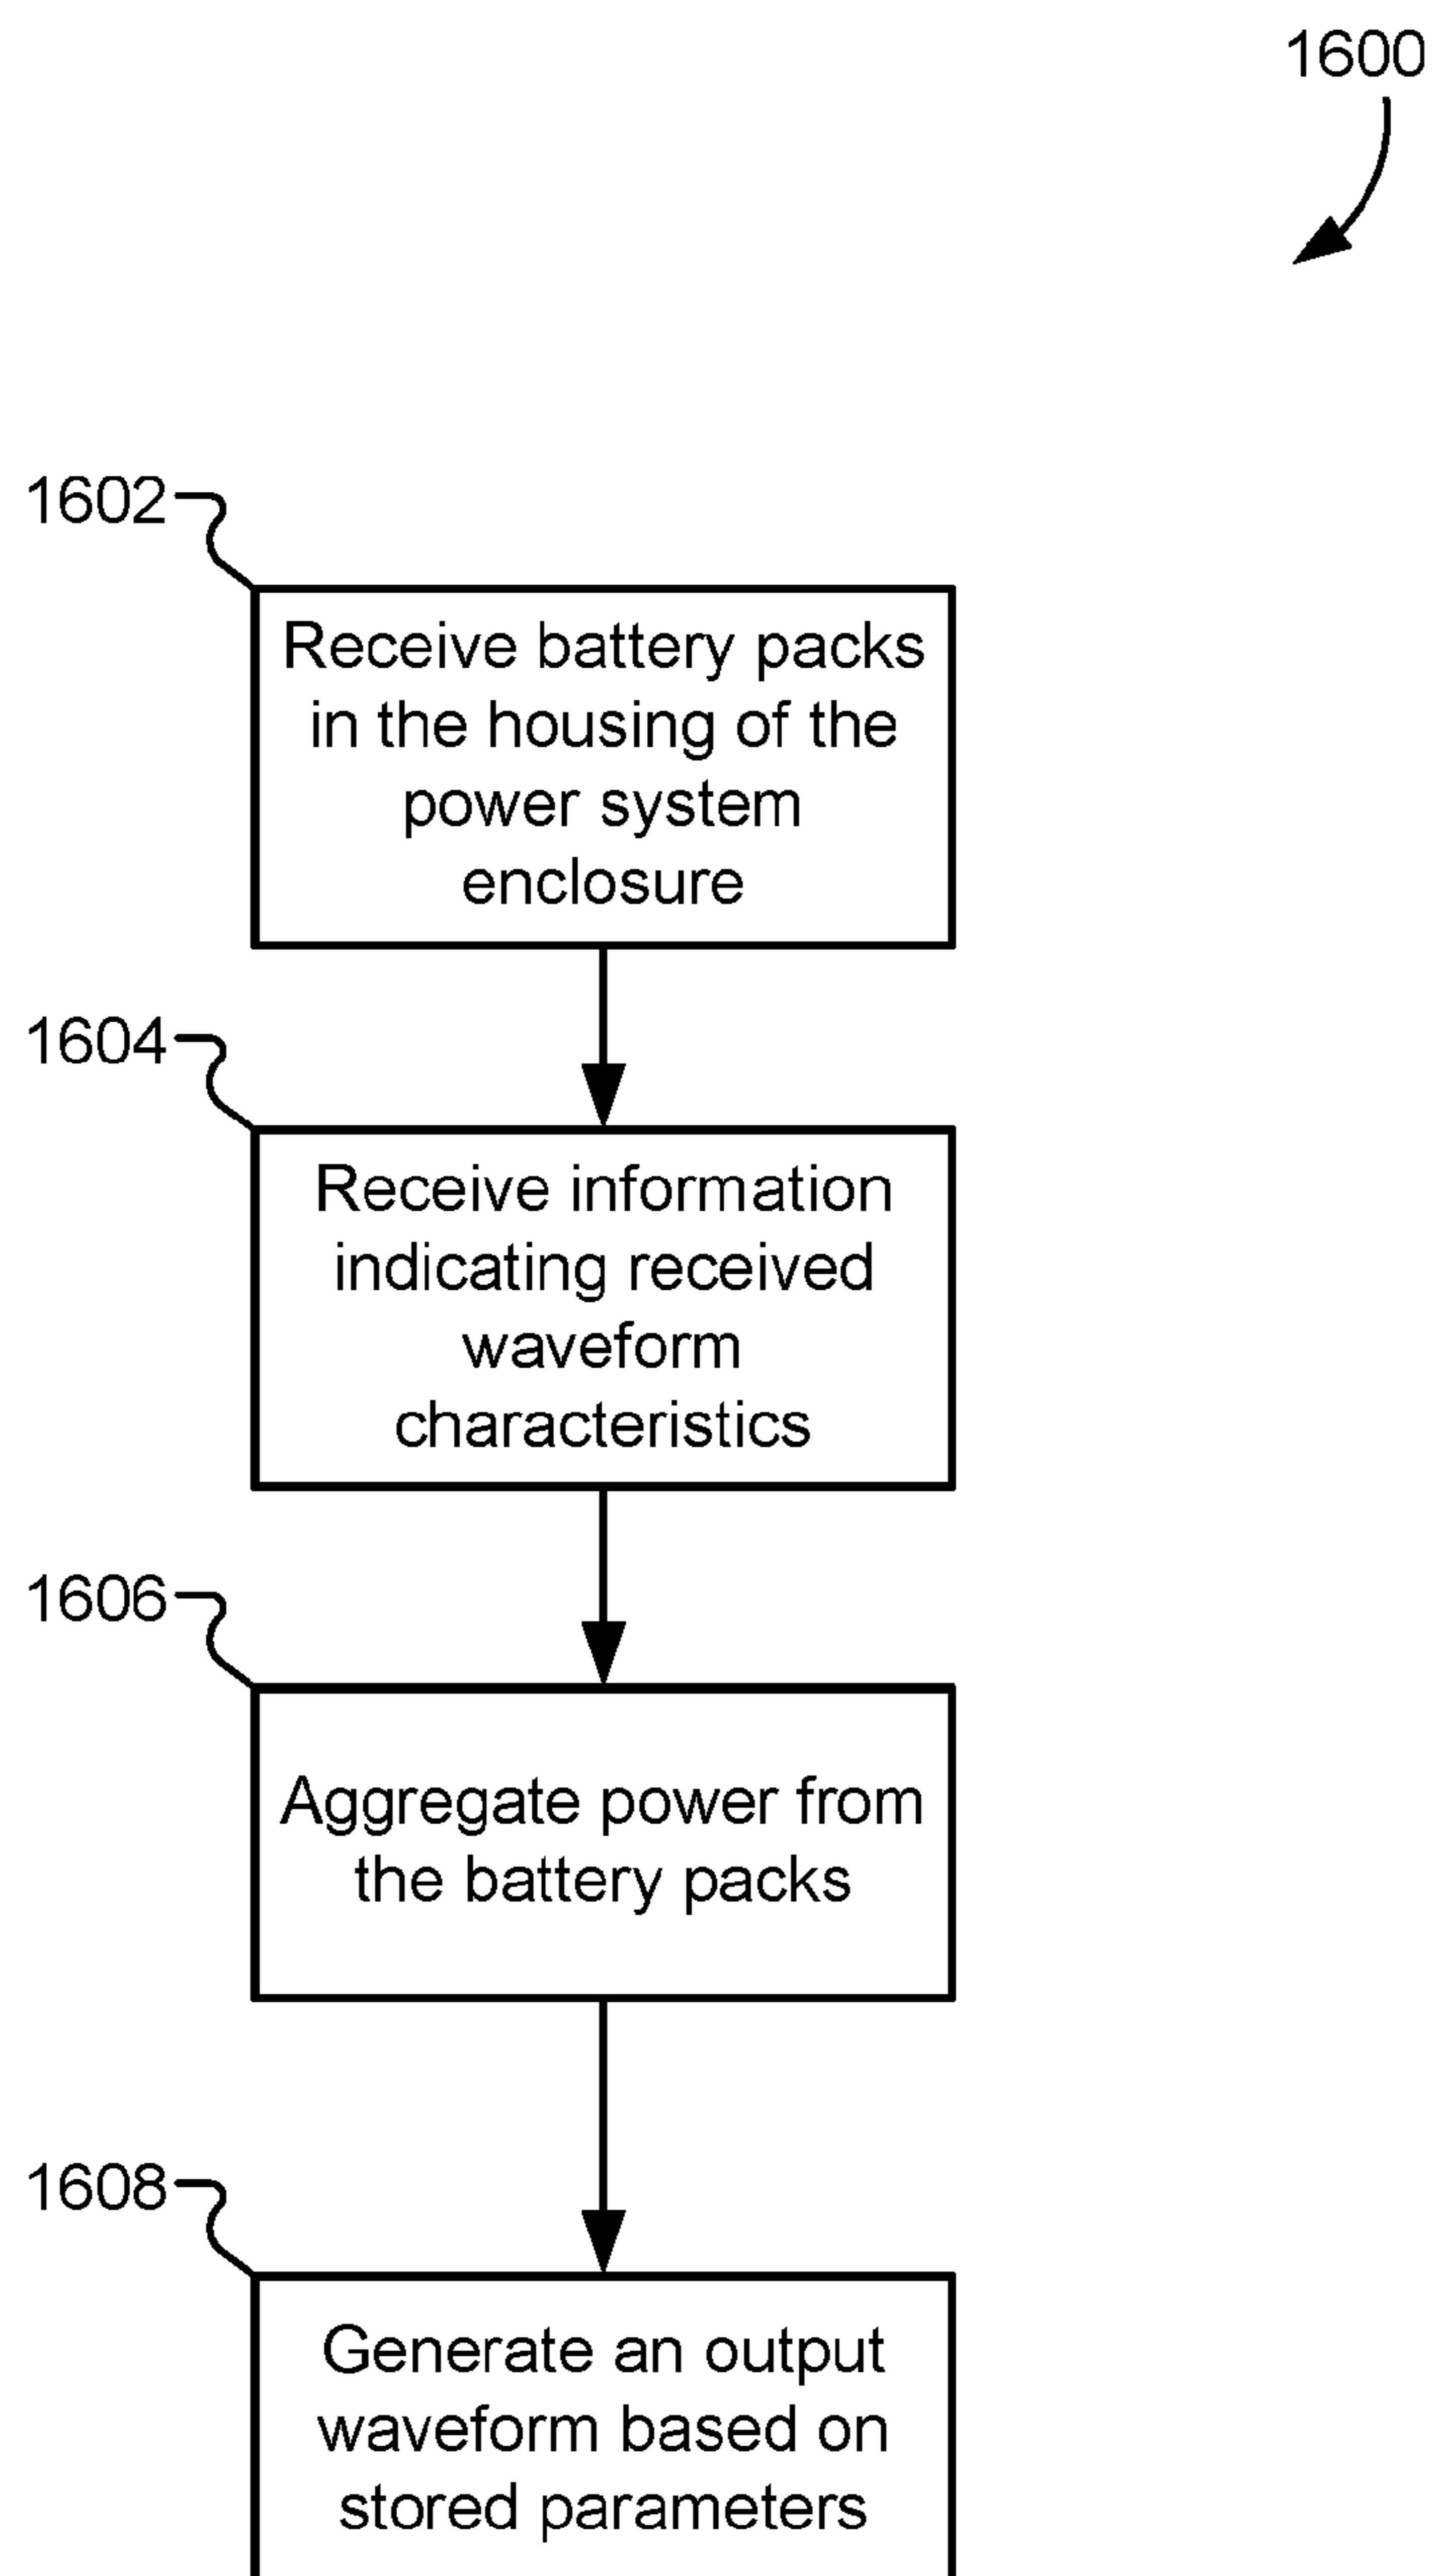 1600
1602
Receive battery packs
in the housing of the
power system
enclosure
1604
Receive information
indicating received
waveform
characteristics
1606
Aggregate power from
the battery packs
1608
Generate an output
waveform based on
stored parameters